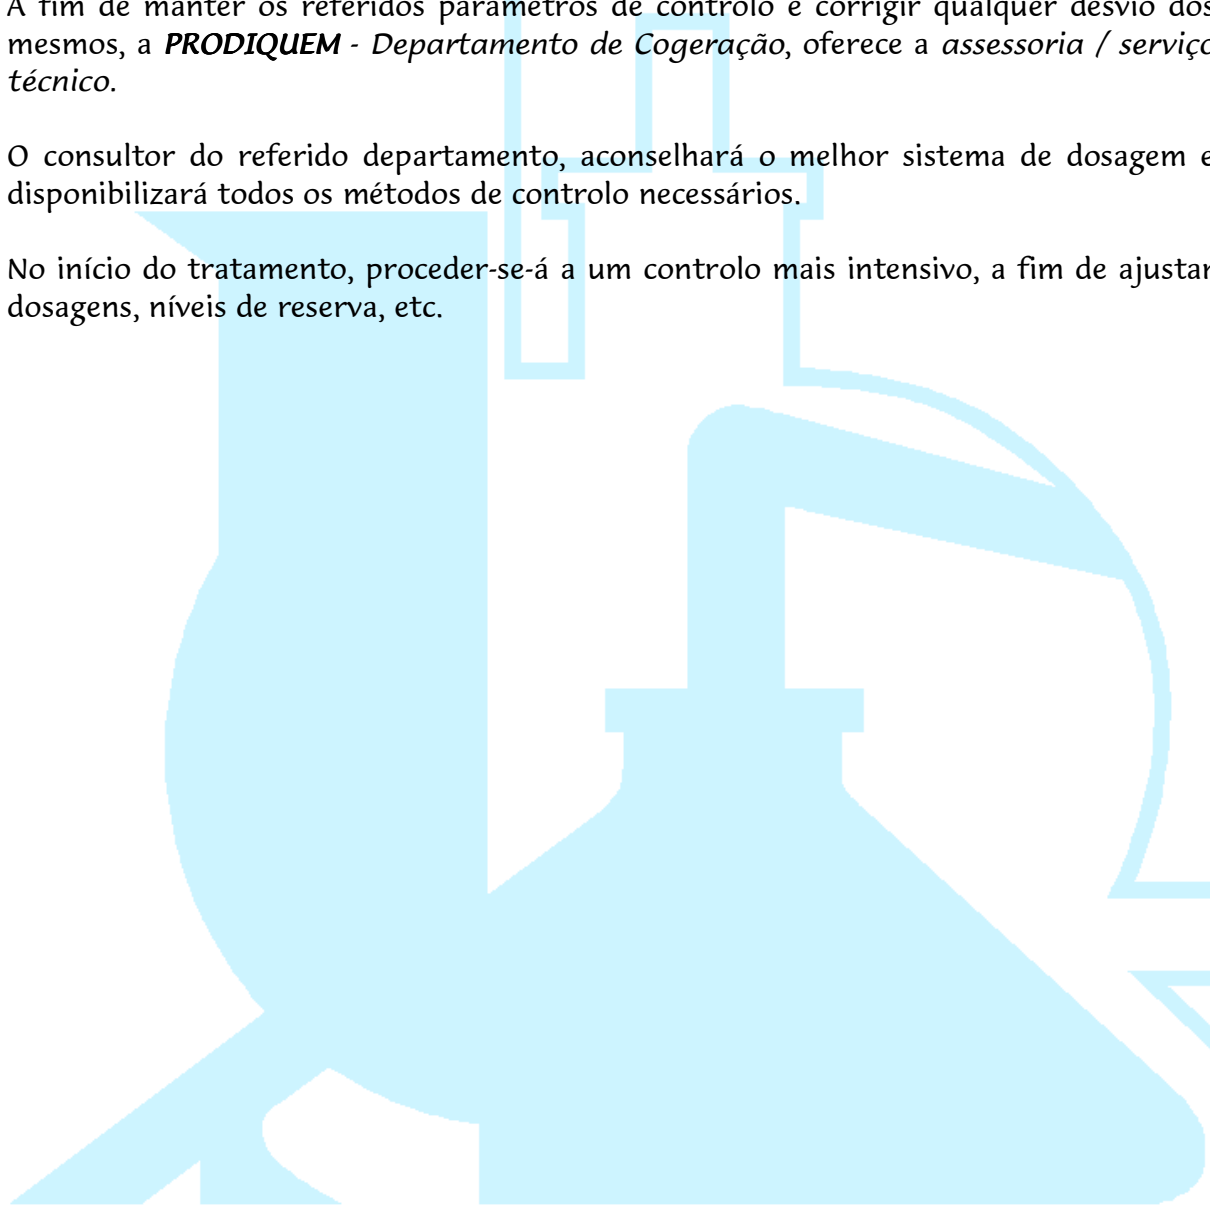 A fim de manter os referidos parâmetros de controlo e corrigir qualquer desvio dos
mesmos, a PRODIQUEM - Departamento de Cogeração, oferece a assessoria / serviço
técnico.
O consultor do referido departamento, aconselhará o melhor sistema de dosagem e
disponibilizará todos os métodos de controlo necessários.
No início do tratamento, proceder-se-á a um controlo mais intensivo, a fim de ajustar
dosagens, níveis de reserva, etc.